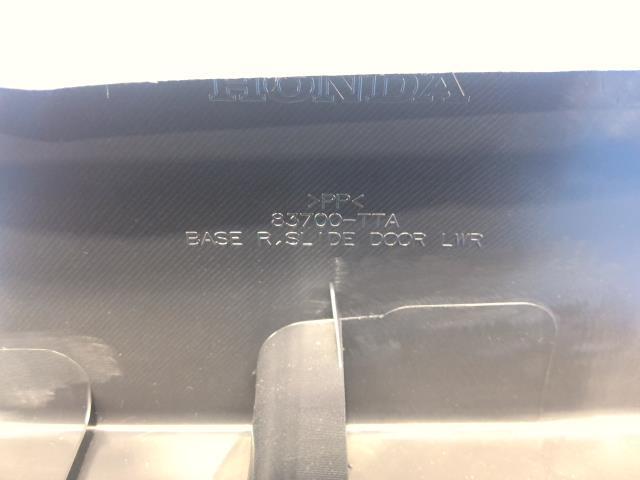 HONDA
>PP<
83700-TTA
BASE R,SLIDE DOOR LWR